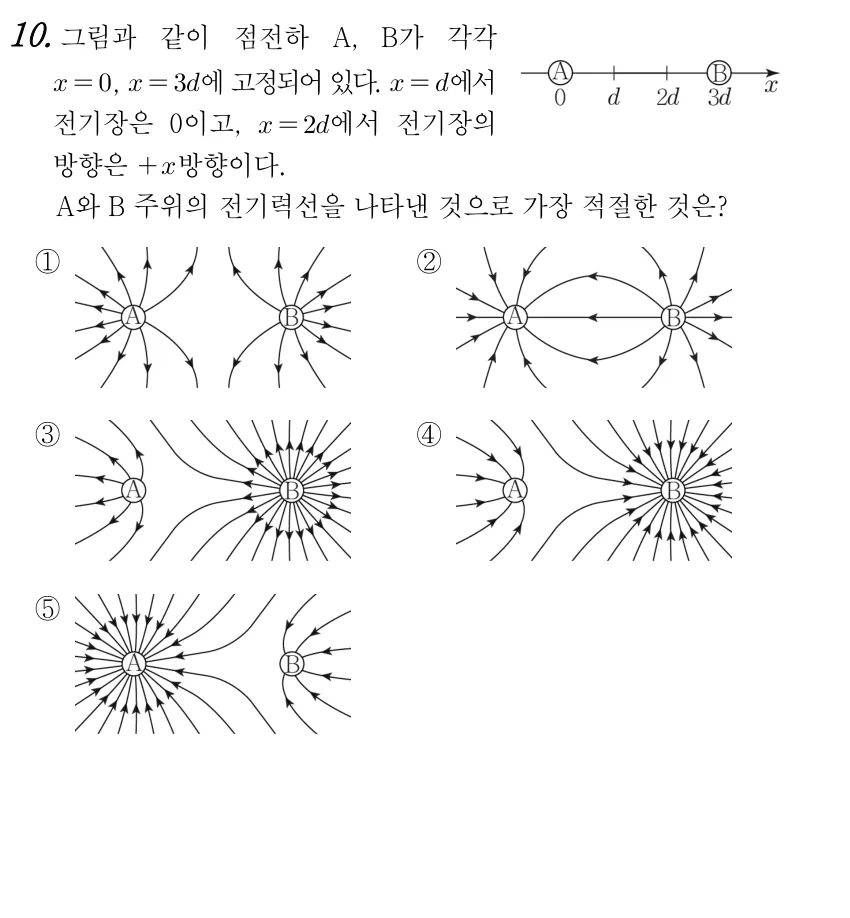 10. 그림과 같이 점전하 A, B가 각각
x=0, x=3d에 고정되어 있다. x=d에서
전기장은 0이고, x=2d에서 전기장의
방향은 +x방향이다.
A B
0 d 2d 3d x
A와 B 주위의 전기력선을 나타낸 것으로 가장 적절한 것은?
① A B
② A B
③ A B
④ A B
⑤ A B